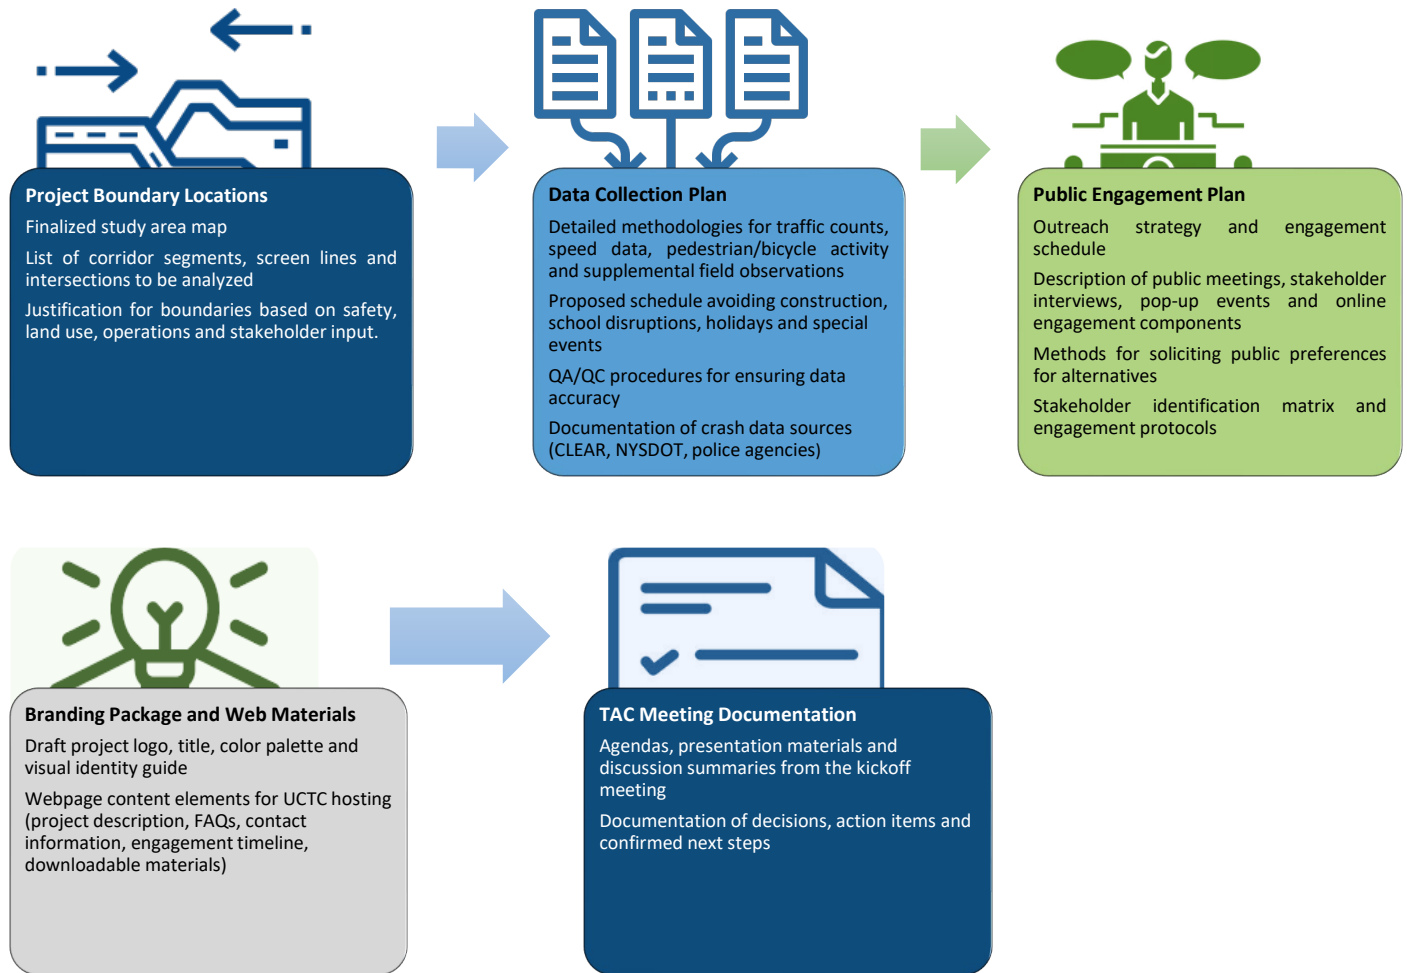 Project Boundary Locations
Finalized study area map
List of corridor segments, screen lines and
intersections to be analyzed
Justification for boundaries based on safety,
land use, operations and stakeholder input.
Data Collection Plan
Detailed methodologies for traffic counts,
speed data, pedestrian/bicycle activity
and supplemental field observations
Proposed schedule avoiding construction,
school disruptions, holidays and special
events
QA/QC procedures for ensuring data
accuracy
Documentation of crash data sources
(CLEAR, NYSDOT, police agencies)
Public Engagement Plan
Outreach strategy and engagement
schedule
Description of public meetings, stakeholder
interviews, pop-up events and online
engagement components
Methods for soliciting public preferences
for alternatives
Stakeholder identification matrix and
engagement protocols
Branding Package and Web Materials
Draft project logo, title, color palette and
visual identity guide
Webpage content elements for UCTC hosting
(project description, FAQs, contact
information, engagement timeline,
downloadable materials)
TAC Meeting Documentation
Agendas, presentation materials and
discussion summaries from the kickoff
meeting
Documentation of decisions, action items and
confirmed next steps